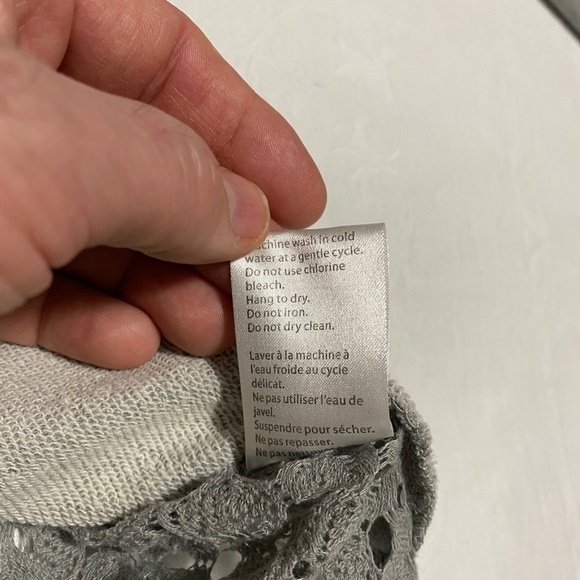 wash in cold
water at a gentle cycle.
Do not use chlorine
bleach.
Hang to dry.
Do not iron.
Do not dry clean.
Laver à la machine à
l'eau froide au cycle
délicat.
Ne pas utiliser l'eau de
javel.
Suspendre pour sécher.
Ne pas repasser.
Ne pas